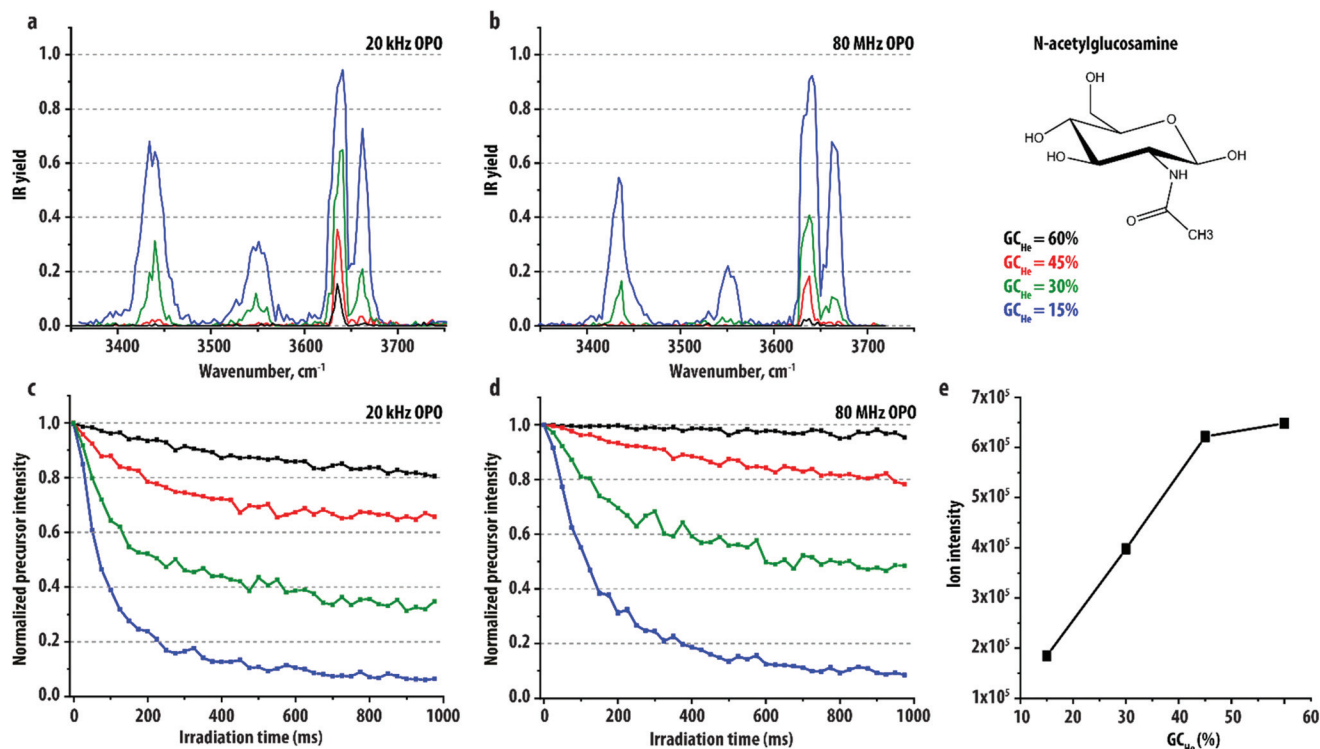 a
20 kHz OPO
1.0
0.8
0.6
0.4
0.2
0.0
IR yield
3400
3500
3600
3700
Wavenumber, cm⁻¹
b
80 MHz OPO
1.0
0.8
0.6
0.4
0.2
0.0
IR yield
3400
3500
3600
3700
Wavenumber, cm⁻¹
N-acetylglucosamine
OH
HO
HO
O
OH
NH
O
CH3
GC_He = 60%
GC_He = 45%
GC_He = 30%
GC_He = 15%
c
20 kHz OPO
1.0
0.8
0.6
0.4
0.2
0.0
Normalized precursor intensity
0
200
400
600
800
1000
Irradiation time (ms)
d
80 MHz OPO
1.0
0.8
0.6
0.4
0.2
0.0
Normalized precursor intensity
0
200
400
600
800
1000
Irradiation time (ms)
e
7x10⁵
6x10⁵
5x10⁵
4x10⁵
3x10⁵
2x10⁵
1x10⁵
Ion intensity
10
20
30
40
50
60
GC_He (%)